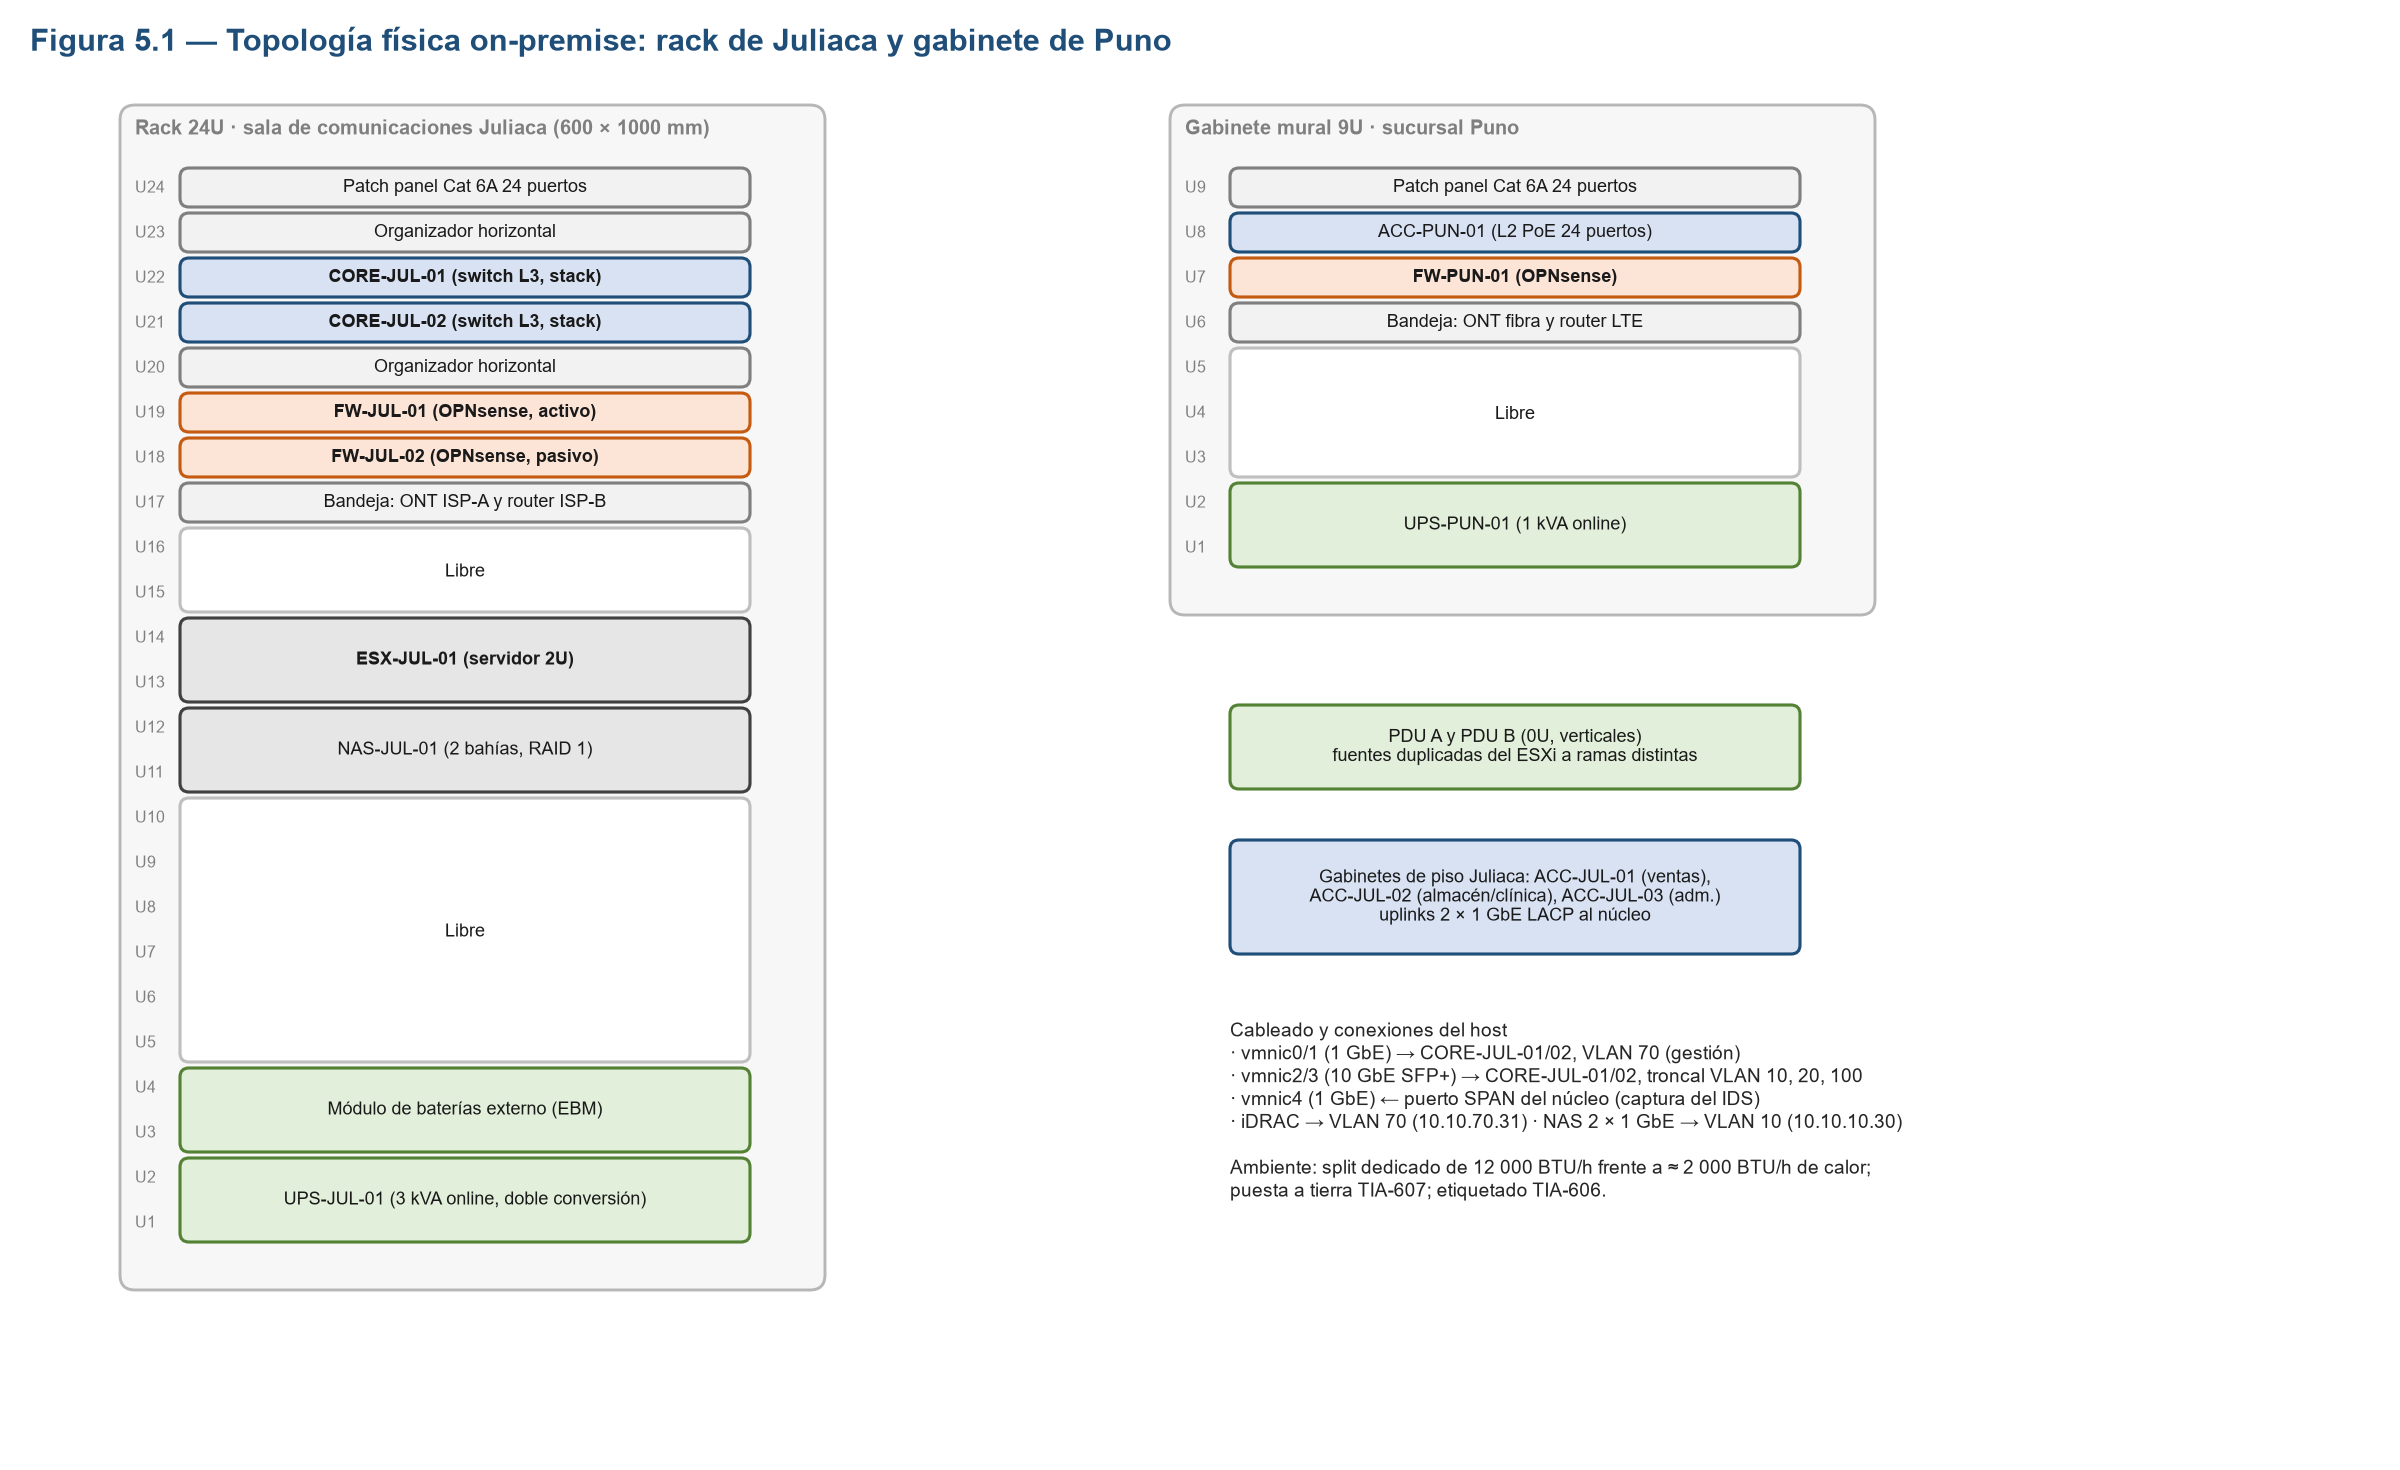 Figura 5.1 — Topología física on-premise: rack de Juliaca y gabinete de Puno
Rack 24U · sala de comunicaciones Juliaca (600 × 1000 mm)
U24 Patch panel Cat 6A 24 puertos
U23 Organizador horizontal
U22 CORE-JUL-01 (switch L3, stack)
U21 CORE-JUL-02 (switch L3, stack)
U20 Organizador horizontal
U19 FW-JUL-01 (OPNsense, activo)
U18 FW-JUL-02 (OPNsense, pasivo)
U17 Bandeja: ONT ISP-A y router ISP-B
U16
Libre
U15
U14
ESX-JUL-01 (servidor 2U)
U13
U12
NAS-JUL-01 (2 bahías, RAID 1)
U11
U10
U9
U8
Libre
U7
U6
U5
U4
Módulo de baterías externo (EBM)
U3
U2
UPS-JUL-01 (3 kVA online, doble conversión)
U1
Gabinete mural 9U · sucursal Puno
U9 Patch panel Cat 6A 24 puertos
U8 ACC-PUN-01 (L2 PoE 24 puertos)
U7 FW-PUN-01 (OPNsense)
U6 Bandeja: ONT fibra y router LTE
U5
U4 Libre
U3
U2
UPS-PUN-01 (1 kVA online)
U1
PDU A y PDU B (0U, verticales)
fuentes duplicadas del ESXi a ramas distintas
Gabinetes de piso Juliaca: ACC-JUL-01 (ventas),
ACC-JUL-02 (almacén/clínica), ACC-JUL-03 (adm.)
uplinks 2 × 1 GbE LACP al núcleo
Cableado y conexiones del host
· vmnic0/1 (1 GbE) → CORE-JUL-01/02, VLAN 70 (gestión)
· vmnic2/3 (10 GbE SFP+) → CORE-JUL-01/02, troncal VLAN 10, 20, 100
· vmnic4 (1 GbE) ← puerto SPAN del núcleo (captura del IDS)
· iDRAC → VLAN 70 (10.10.70.31) · NAS 2 × 1 GbE → VLAN 10 (10.10.10.30)
Ambiente: split dedicado de 12 000 BTU/h frente a ≈ 2 000 BTU/h de calor;
puesta a tierra TIA-607; etiquetado TIA-606.